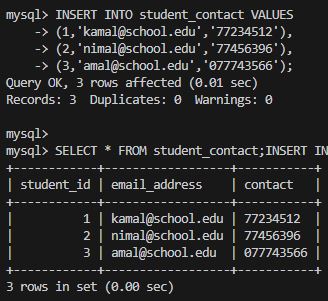 mysql> INSERT INTO student_contact VALUES
    -> (1,'kamal@school.edu','77234512'),
    -> (2,'nimal@school.edu','77456396'),
    -> (3,'amal@school.edu','077743566');
Query OK, 3 rows affected (0.01 sec)
Records: 3  Duplicates: 0  Warnings: 0

mysql>
mysql> SELECT * FROM student_contact;INSERT IN
+------------+------------------+-----------+
| student_id | email_address    | contact   |
+------------+------------------+-----------+
|          1 | kamal@school.edu | 77234512  |
|          2 | nimal@school.edu | 77456396  |
|          3 | amal@school.edu  | 077743566 |
+------------+------------------+-----------+
3 rows in set (0.00 sec)